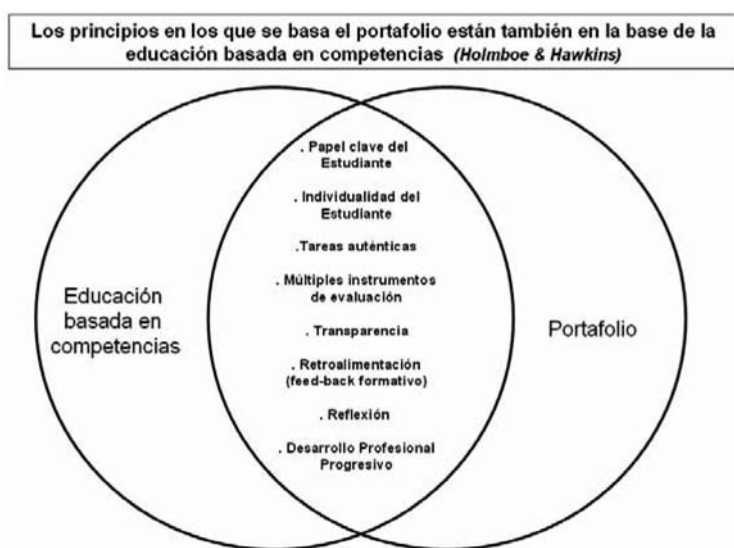 Los principios en los que se basa el portafolio están también en la base de la
educación basada en competencias (Holmboe & Hawkins)
. Papel clave del
Estudiante
. Individualidad del
Estudiante
.Tareas auténticas
. Múltiples instrumentos
de evaluación
. Transparencia
. Retroalimentación
(feed-back formativo)
. Reflexión
. Desarrollo Profesional
Progresivo
Educación
basada en
competencias
Portafolio